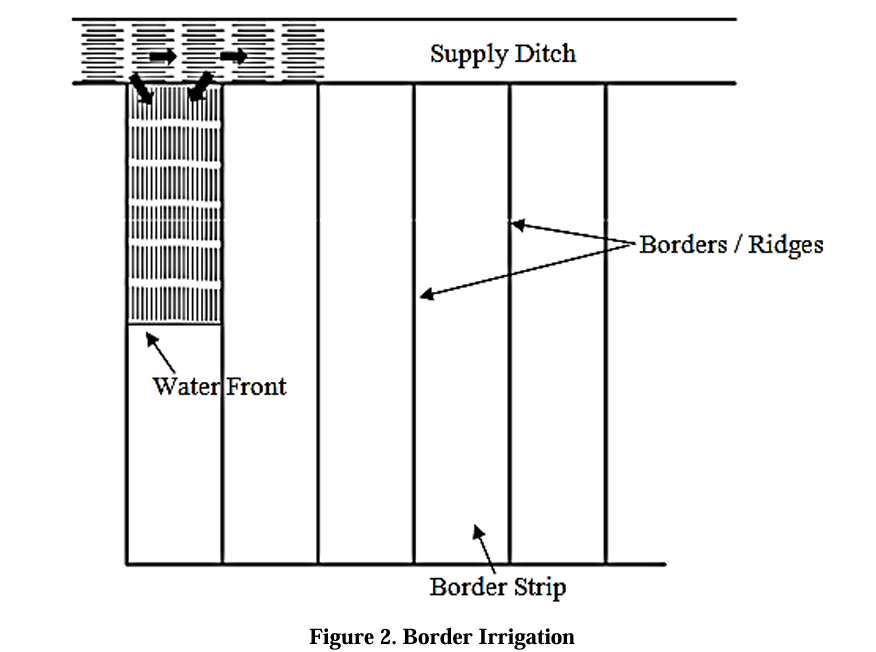 Supply Ditch
Borders / Ridges
Water Front
Border Strip
Figure 2. Border Irrigation